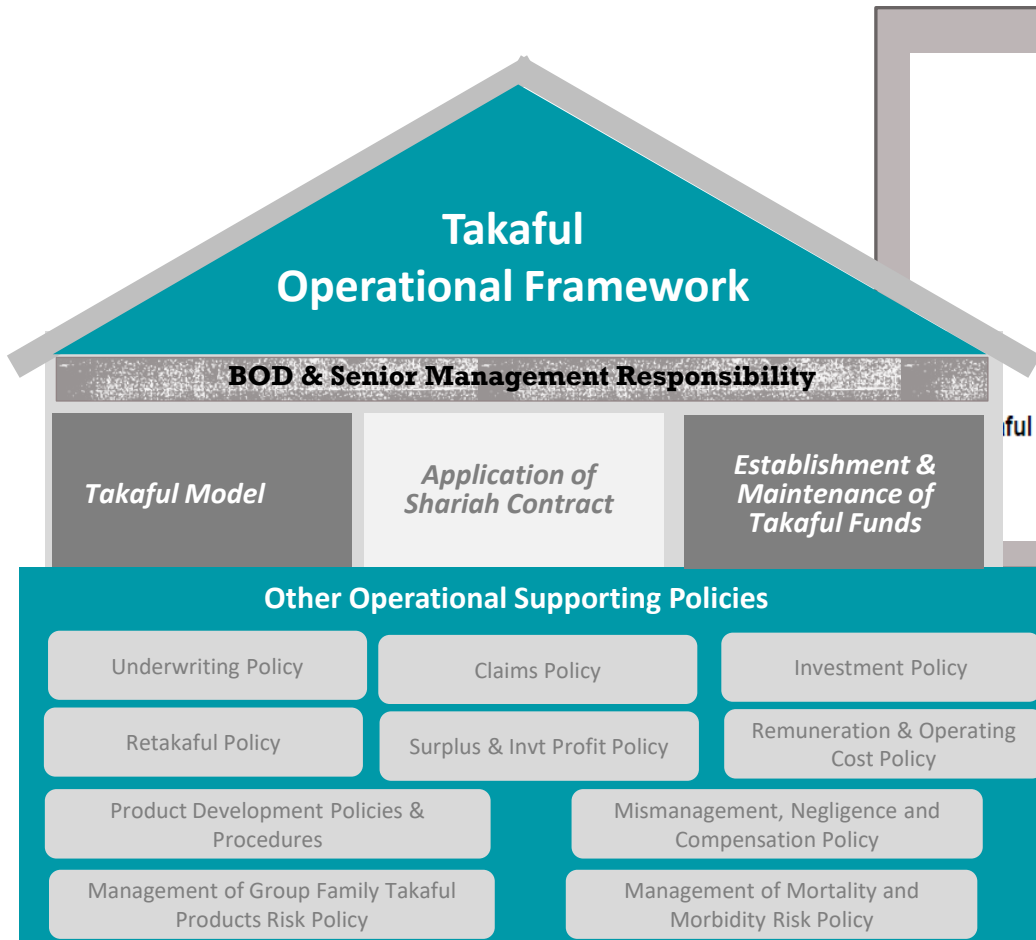 Takaful
Operational Framework
BOD & Senior Management Responsibility
Takaful Model
Application of
Shariah Contract
Establishment &
Maintenance of
Takaful Funds
Other Operational Supporting Policies
Underwriting Policy
Claims Policy
Investment Policy
Retakaful Policy
Surplus & Invt Profit Policy
Remuneration & Operating
Cost Policy
Product Development Policies &
Procedures
Mismanagement, Negligence and
Compensation Policy
Management of Group Family Takaful
Products Risk Policy
Management of Mortality and
Morbidity Risk Policy